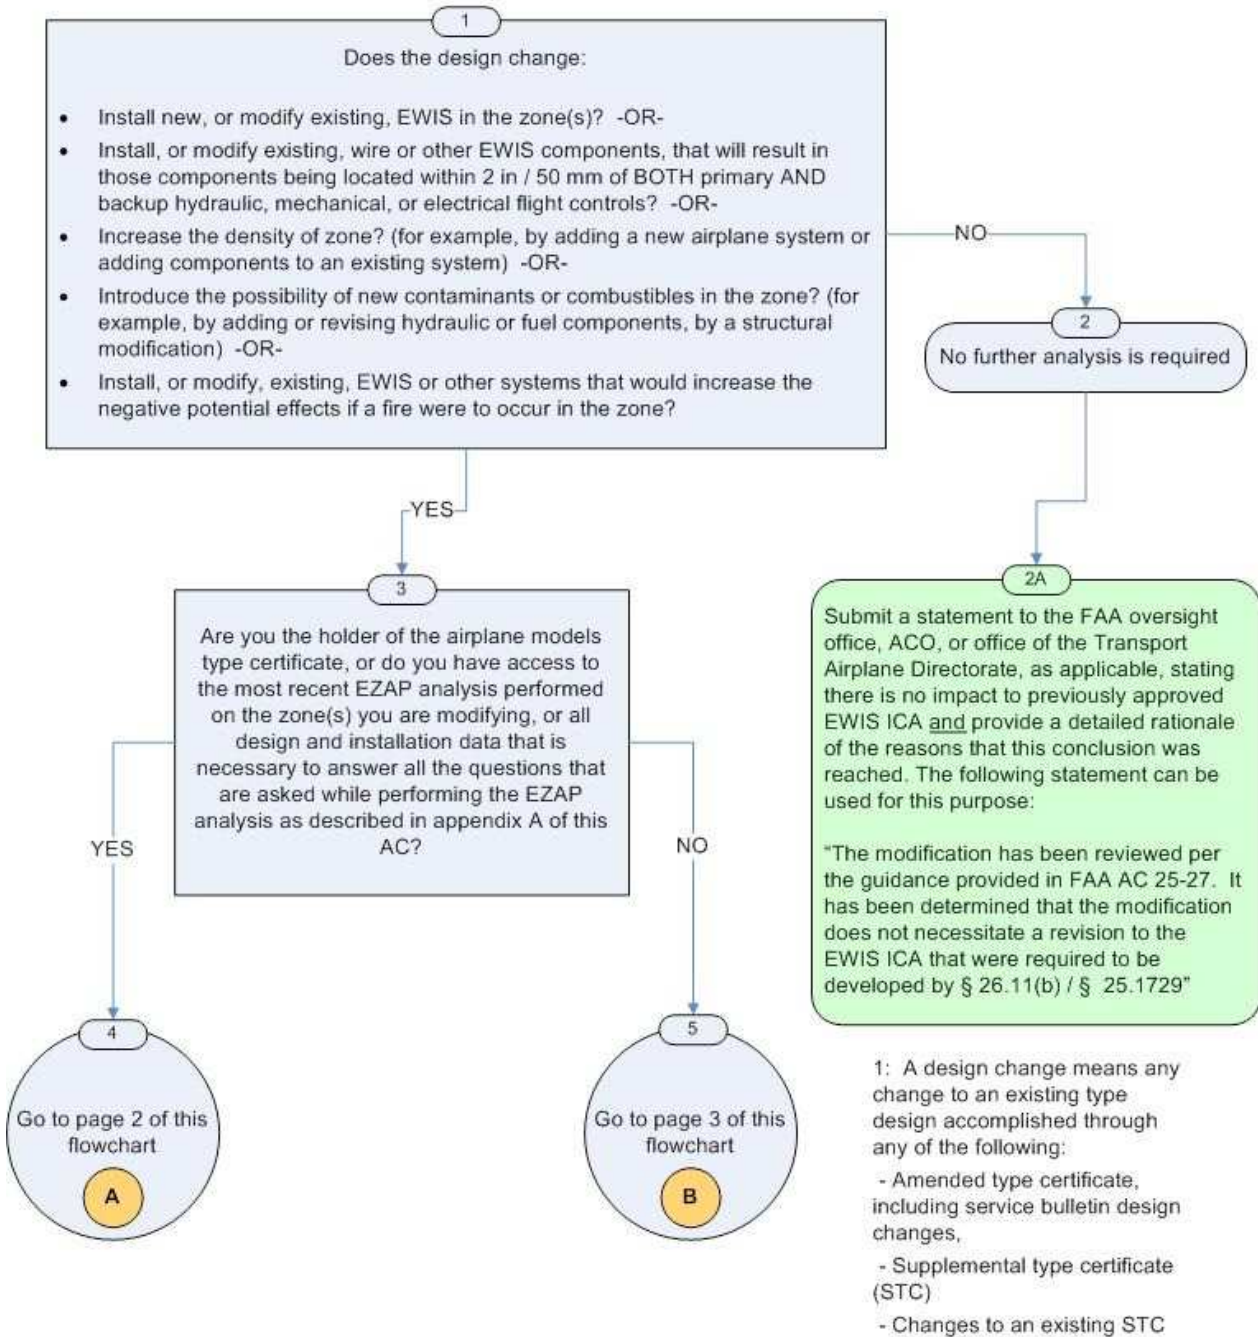 1
Does the design change:
• Install new, or modify existing, EWIS in the zone(s)? -OR-
• Install, or modify existing, wire or other EWIS components, that will result in
those components being located within 2 in / 50 mm of BOTH primary AND
backup hydraulic, mechanical, or electrical flight controls? -OR-
• Increase the density of zone? (for example, by adding a new airplane system or
adding components to an existing system) -OR-
• Introduce the possibility of new contaminants or combustibles in the zone? (for
example, by adding or revising hydraulic or fuel components, by a structural
modification) -OR-
• Install, or modify, existing, EWIS or other systems that would increase the
negative potential effects if a fire were to occur in the zone?
NO
2
No further analysis is required
YES
2A
Submit a statement to the FAA oversight
office, ACO, or office of the Transport
Airplane Directorate, as applicable, stating
there is no impact to previously approved
EWIS ICA and provide a detailed rationale
of the reasons that this conclusion was
reached. The following statement can be
used for this purpose:
“The modification has been reviewed per
the guidance provided in FAA AC 25-27. It
has been determined that the modification
does not necessitate a revision to the
EWIS ICA that were required to be
developed by § 26.11(b) / § 25.1729”
3
Are you the holder of the airplane models
type certificate, or do you have access to
the most recent EZAP analysis performed
on the zone(s) you are modifying, or all
design and installation data that is
necessary to answer all the questions that
are asked while performing the EZAP
analysis as described in appendix A of this
AC?
YES
NO
4
Go to page 2 of this
flowchart
A
5
Go to page 3 of this
flowchart
B
1: A design change means any
change to an existing type
design accomplished through
any of the following:
- Amended type certificate,
including service bulletin design
changes,
- Supplemental type certificate
(STC)
- Changes to an existing STC